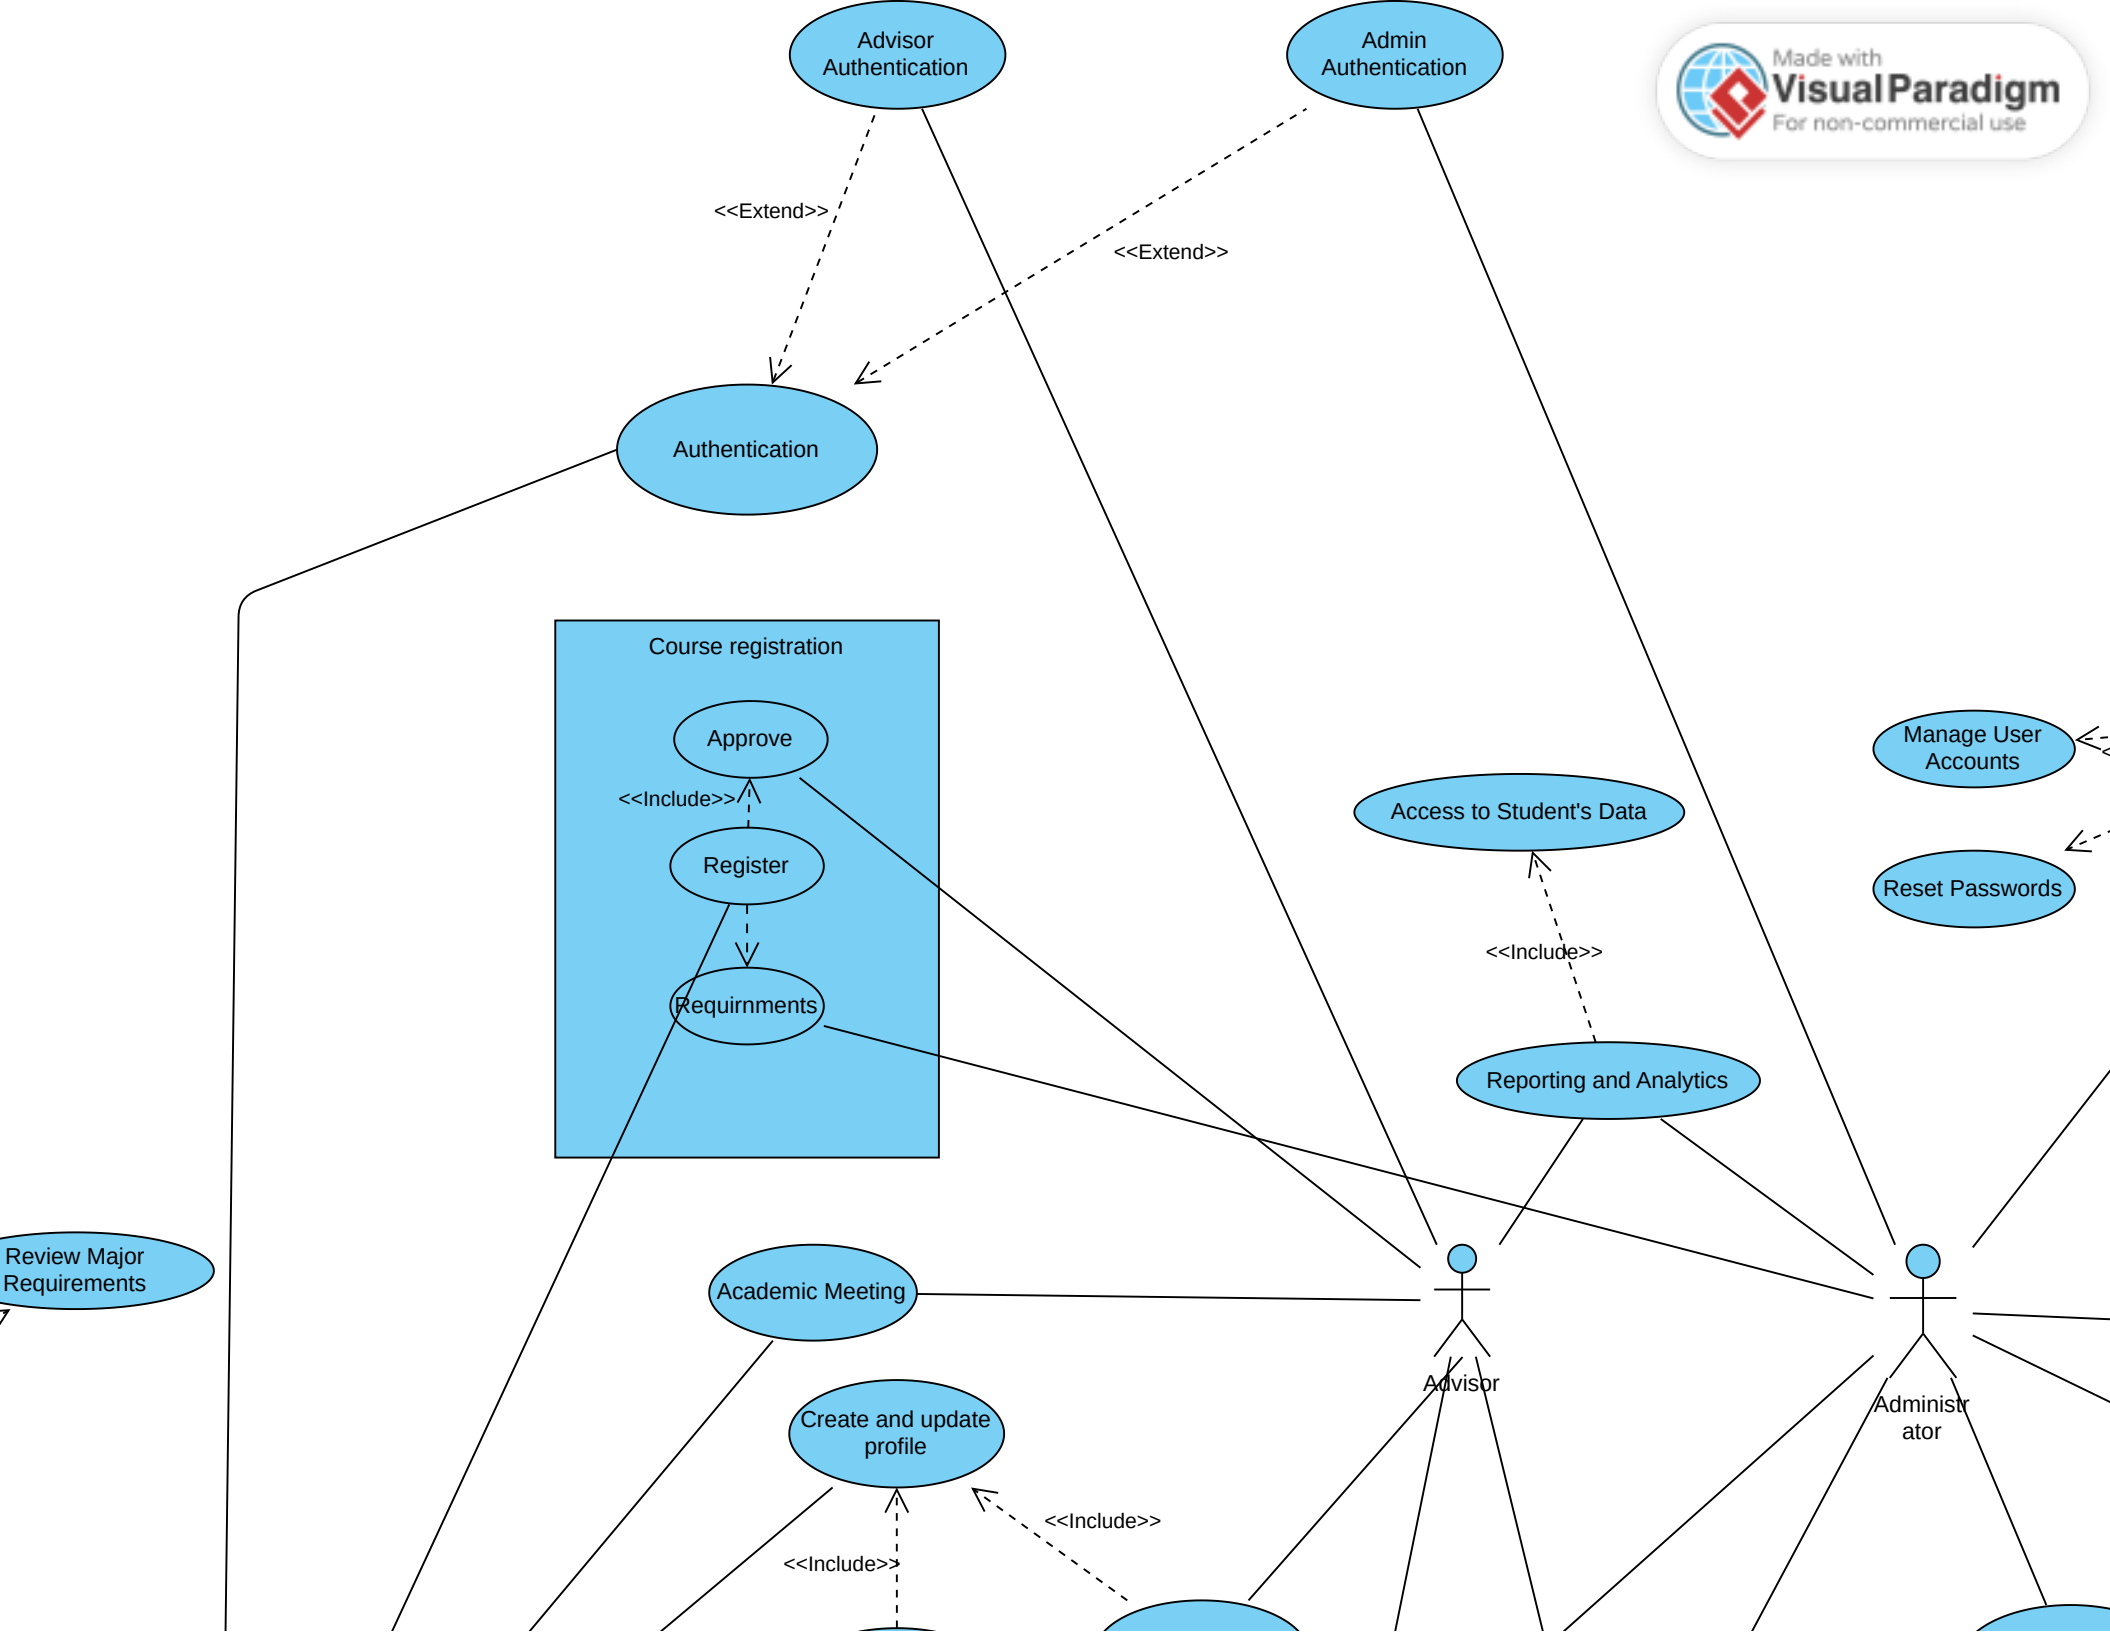 Advisor
Authentication
Admin
Authentication
Made with
Visual Paradigm
For non-commercial use
<<Extend>>
<<Extend>>
Authentication
Course registration
Approve
<<Include>>
Register
Requirnments
Manage User
Accounts
Access to Student's Data
Reset Passwords
<<Include>>
Reporting and Analytics
Review Major
Requirements
Academic Meeting
Advisor
Administr
ator
Create and update
profile
<<Include>>
<<Include>>